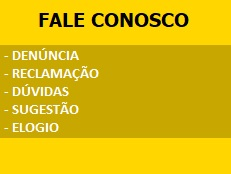 FALE CONOSCO
- DENÚNCIA
- RECLAMAÇÃO
- DÚVIDAS
- SUGESTÃO
- ELOGIO